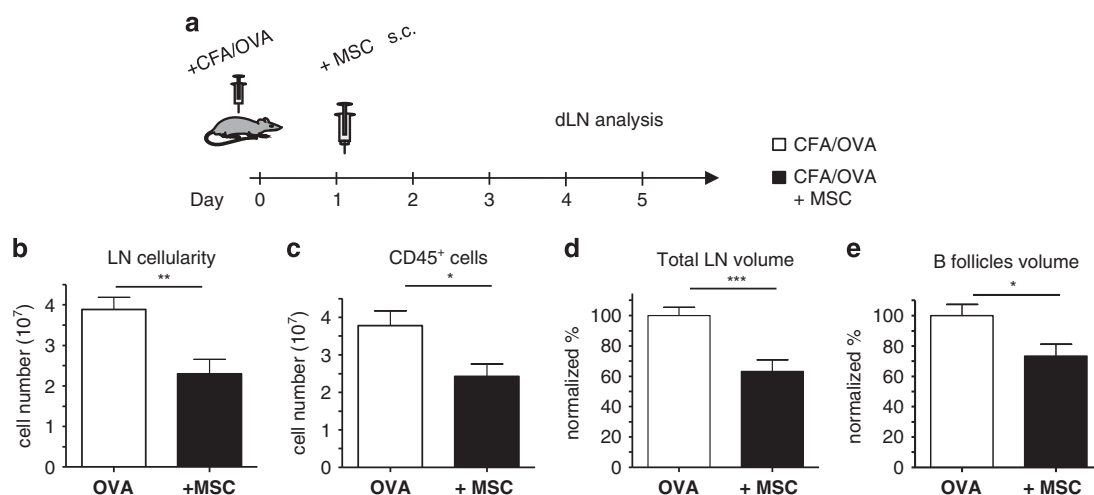 a
+CFA/OVA
+ MSC s.c.
dLN analysis
CFA/OVA
CFA/OVA
+ MSC
Day 0 1 2 3 4 5
b
LN cellularity
**
cell number (10⁷)
4
3
2
1
0
OVA +MSC
c
CD45⁺ cells
*
cell number (10⁷)
5
4
3
2
1
0
OVA + MSC
d
Total LN volume
***
normalized %
100
80
60
40
20
0
OVA + MSC
e
B follicles volume
*
normalized %
100
80
60
40
20
0
OVA + MSC